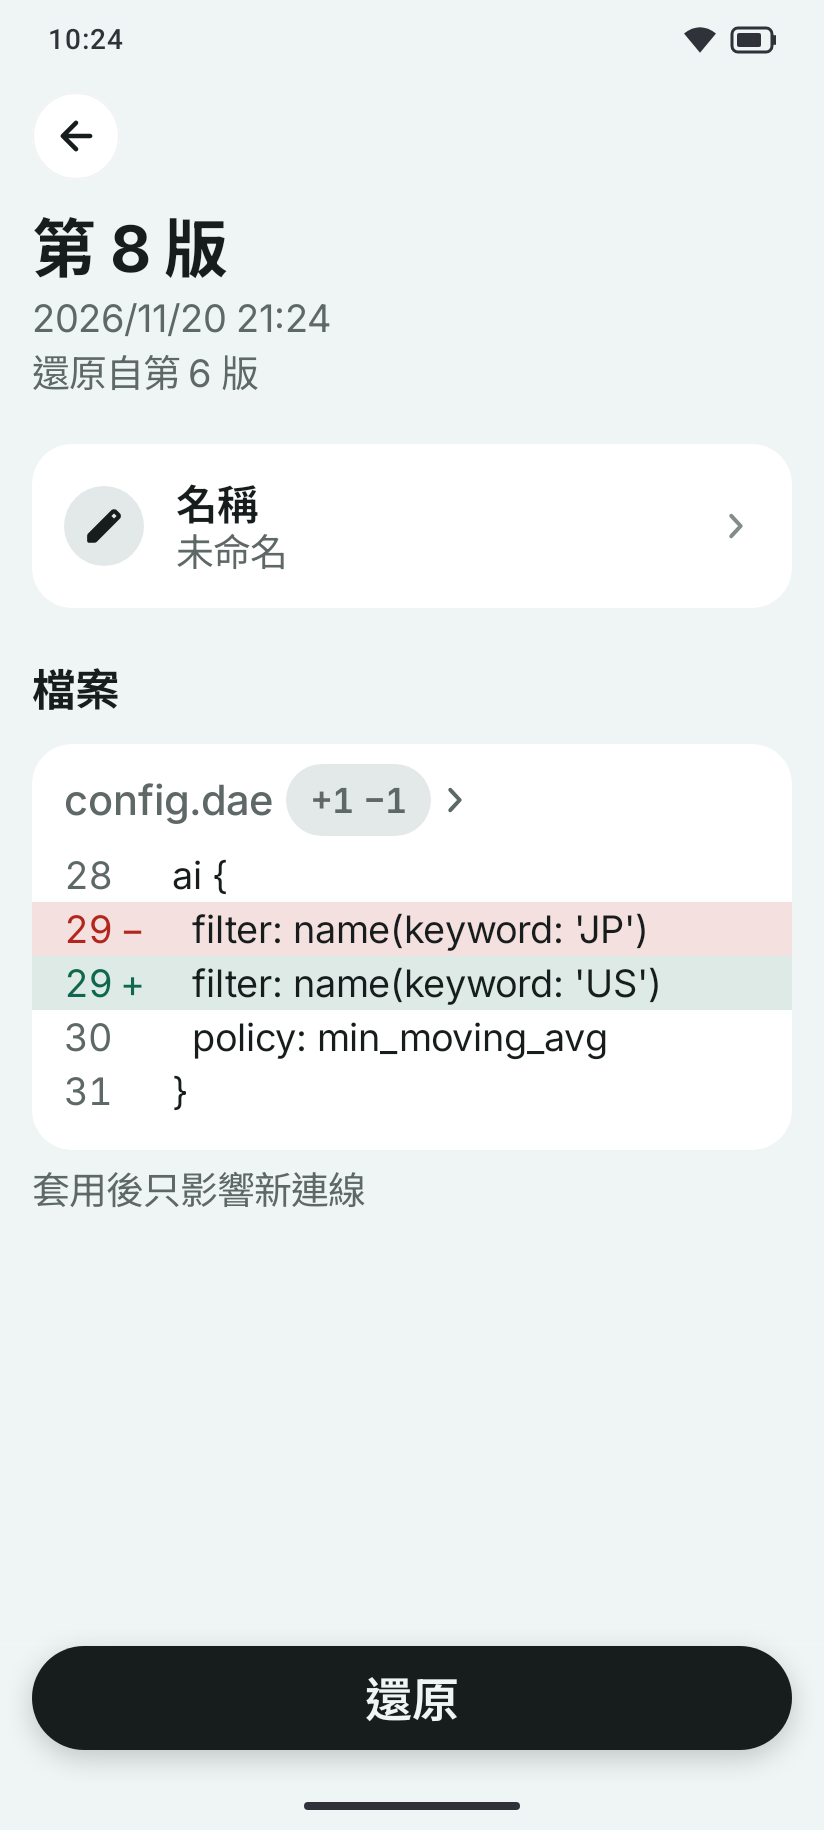 10:24
第 8 版
2026/11/20 21:24
還原自第 6 版
名稱
未命名
檔案
config.dae +1 −1
28 ai {
29 − filter: name(keyword: 'JP')
29 + filter: name(keyword: 'US')
30 policy: min_moving_avg
31 }
套用後只影響新連線
還原